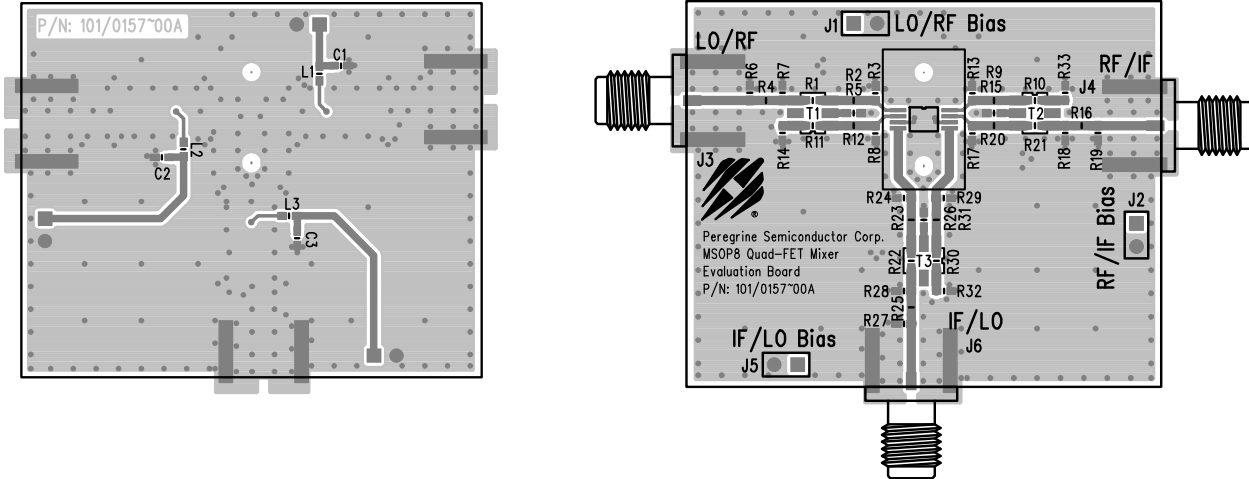 P/N: 101/0157~00A
C1
L1
L2
C2
L3
C3
J1
LO/RF Bias
LO/RF
RF/IF
R6
R7
R4
R1
R2
R5
R3
R13
R9
R15
R10
R33
J4
T1
T2
R16
R14
R11
R12
R8
R17
R20
R21
R18
R19
J3
®
R24
R29
R23
R26
R31
J2
RF/IF Bias
Peregrine Semiconductor Corp.
MSOP8 Quad-FET Mixer
Evaluation Board
P/N: 101/0157~00A
R22
T3
R30
R28
R32
R25
R27
IF/LO
J6
IF/LO Bias
J5